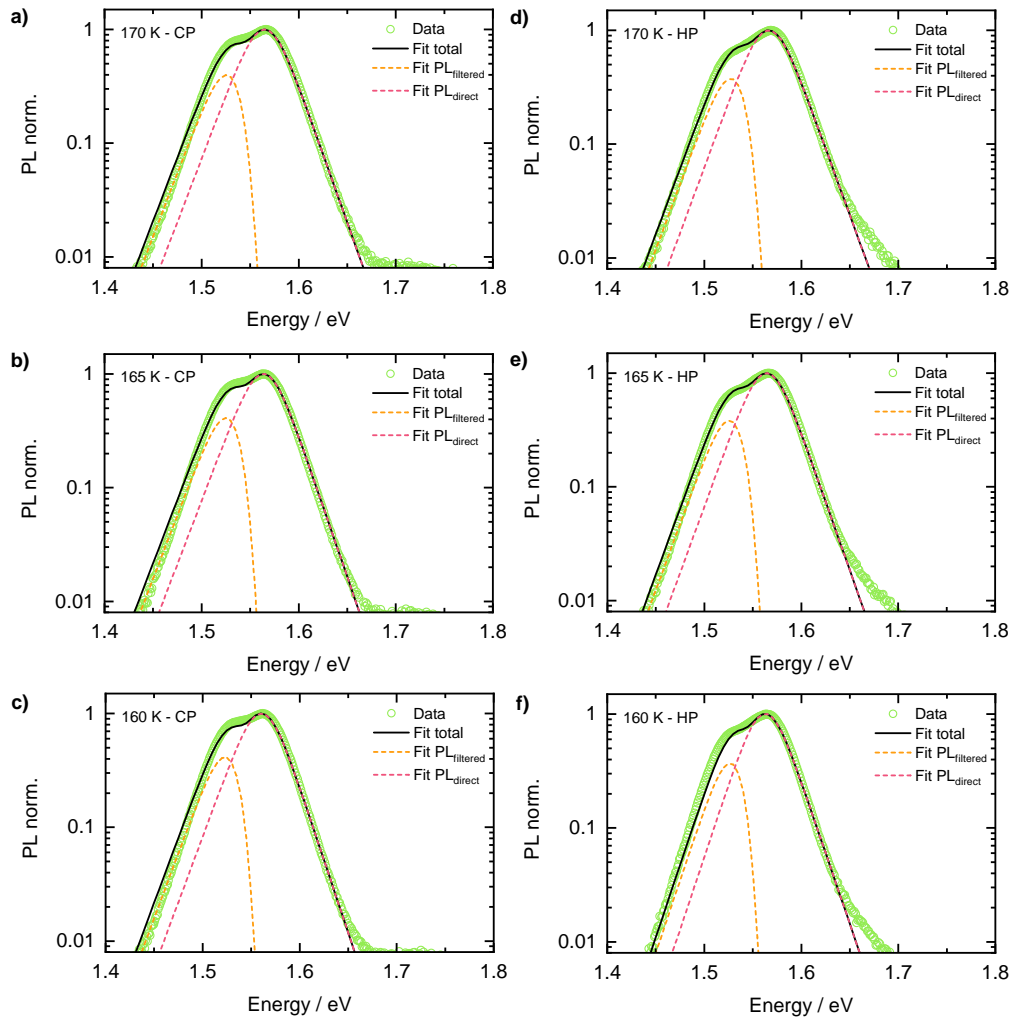 a)
170 K - CP
Data
Fit total
Fit PLfiltered
Fit PLdirect
1
0.1
0.01
PL norm.
1.4 1.5 1.6 1.7 1.8
Energy / eV
d)
170 K - HP
Data
Fit total
Fit PLfiltered
Fit PLdirect
1
0.1
0.01
PL norm.
1.4 1.5 1.6 1.7 1.8
Energy / eV
b)
165 K - CP
Data
Fit total
Fit PLfiltered
Fit PLdirect
1
0.1
0.01
PL norm.
1.4 1.5 1.6 1.7 1.8
Energy / eV
e)
165 K - HP
Data
Fit total
Fit PLfiltered
Fit PLdirect
1
0.1
0.01
PL norm.
1.4 1.5 1.6 1.7 1.8
Energy / eV
c)
160 K - CP
Data
Fit total
Fit PLfiltered
Fit PLdirect
1
0.1
0.01
PL norm.
1.4 1.5 1.6 1.7 1.8
Energy / eV
f)
160 K - HP
Data
Fit total
Fit PLfiltered
Fit PLdirect
1
0.1
0.01
PL norm.
1.4 1.5 1.6 1.7 1.8
Energy / eV